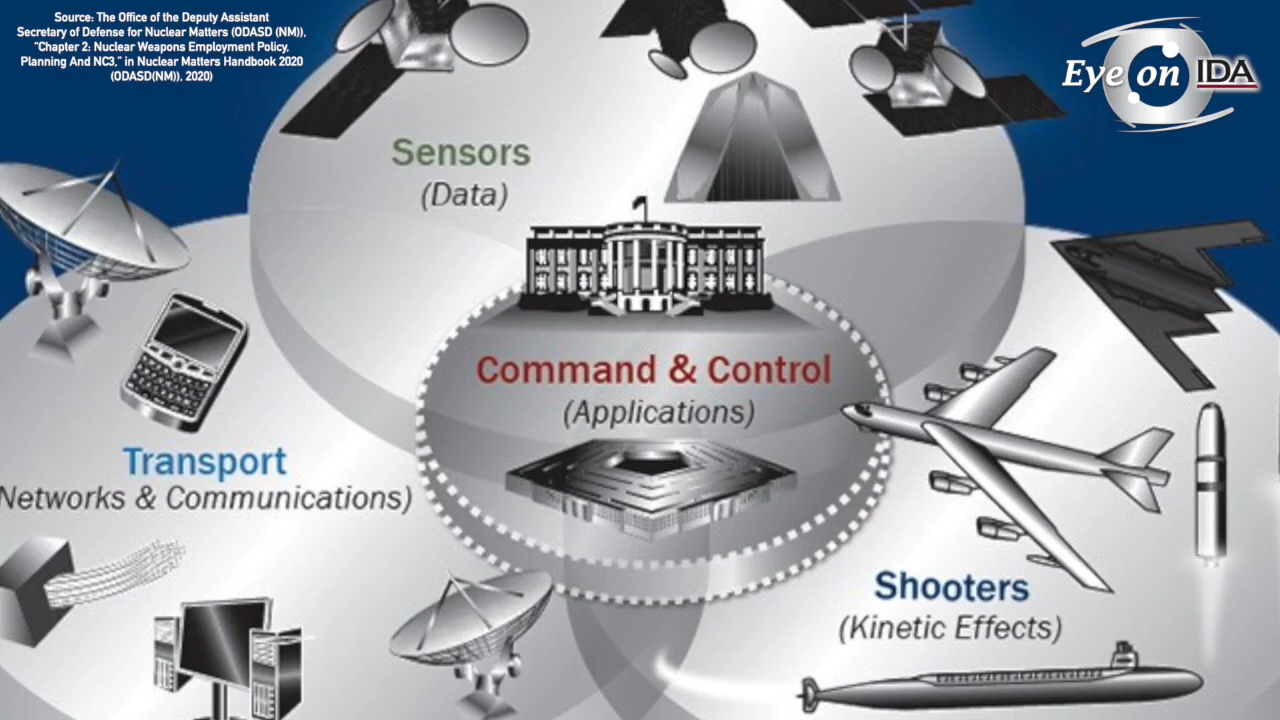 Source: The Office of the Deputy Assistant
Secretary of Defense for Nuclear Matters (ODASD (NM)),
"Chapter 2: Nuclear Weapons Employment Policy,
Planning And NC3," in Nuclear Matters Handbook 2020
(ODASD(NM)), 2020)
Eye on IDA
Sensors
(Data)
Command & Control
(Applications)
Transport
Networks & Communications)
Shooters
(Kinetic Effects)